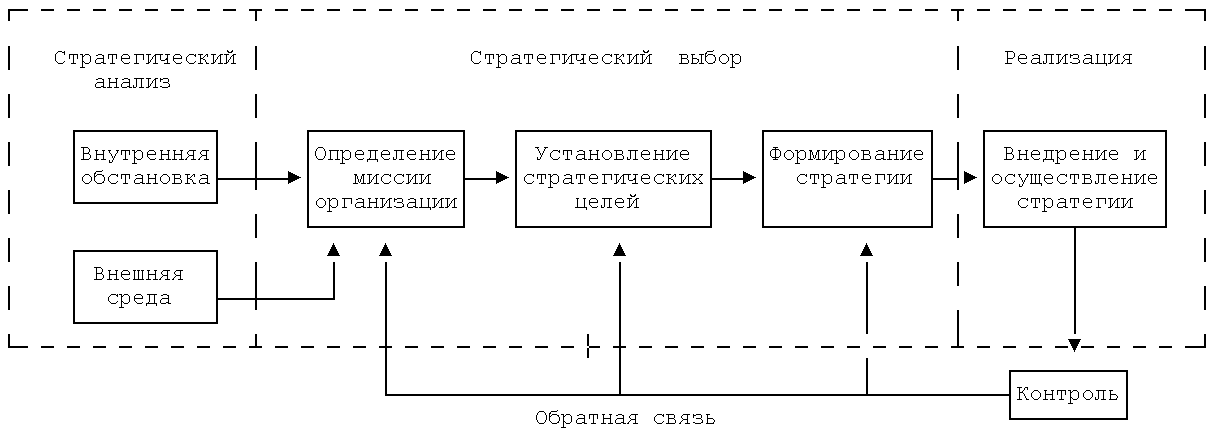 Стратегический
анализ
Стратегический выбор
Реализация
Внутренняя
обстановка
Определение
миссии
организации
Установление
стратегических
целей
Формирование
стратегии
Внедрение и
осуществление
стратегии
Внешняя
среда
Контроль
Обратная связь